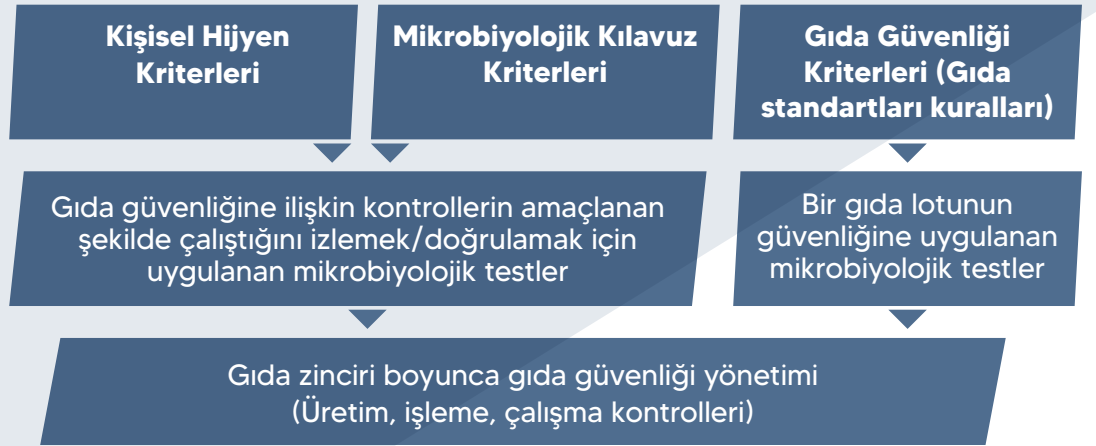 Kişisel Hijyen
Kriterleri
Mikrobiyolojik Kılavuz
Kriterleri
Gıda Güvenliği
Kriterleri (Gıda
standartları kuralları)
Gıda güvenliğine ilişkin kontrollerin amaçlanan
şekilde çalıştığını izlemek/doğrulamak için
uygulanan mikrobiyolojik testler
Bir gıda lotunun
güvenliğine uygulanan
mikrobiyolojik testler
Gıda zinciri boyunca gıda güvenliği yönetimi
(Üretim, işleme, çalışma kontrolleri)